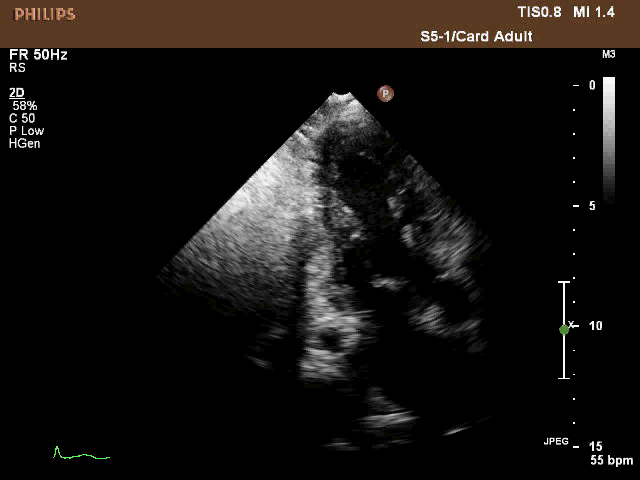 PHILIPS
TIS0.8 MI 1.4
S5-1/Card Adult
FR 50Hz
RS
2D
58%
C 50
P Low
HGen
P
M3
0
5
X
10
JPEG
15
55 bpm